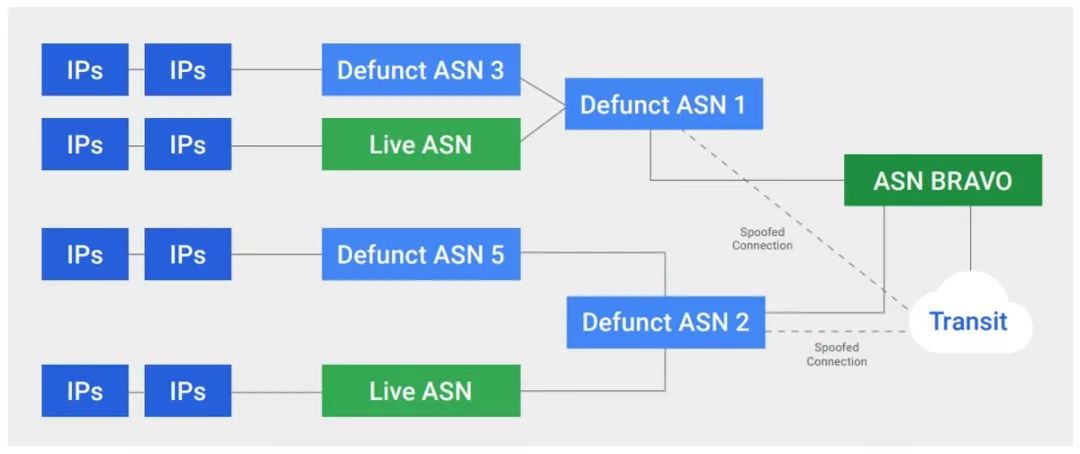 IPs
IPs
Defunct ASN 3
Defunct ASN 1
IPs
IPs
Live ASN
ASN BRAVO
Spoofed
Connection
IPs
IPs
Defunct ASN 5
Defunct ASN 2
Transit
Spoofed
Connection
IPs
IPs
Live ASN